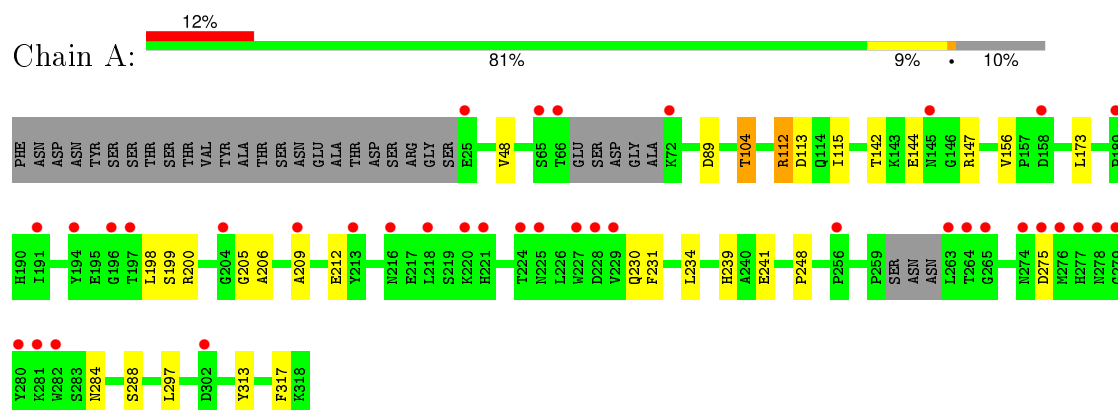 12%
Chain A:
81% 9% • 10%
PHE ASN ASP ASN TYR SER SER THR SER THR VAL TYR ALA THR SER ASN GLU ALA THR ASP SER ARG GLY SER E25 V48 S65 T66 GLU SER ASP GLY ALA K72 D89 T104 R112 D113 Q114 I115 T142 K143 E144 N145 G146 R147 V156 P157 D158 L173
H190 I191 Y194 E195 G196 T197 L198 S199 R200 G204 G205 A206 A209 E212 Y213 N216 E217 L218 S219 K220 H221 T224 N225 L226 W227 D228 V229 Q230 F231 L234 H239 A240 E241 P248 P256 P259 SER ASN ASN L263 T264 G265 N274 D275 M276 H277 N278
Y280 K281 W282 S283 N284 S288 L297 D302 Y313 F317 K318